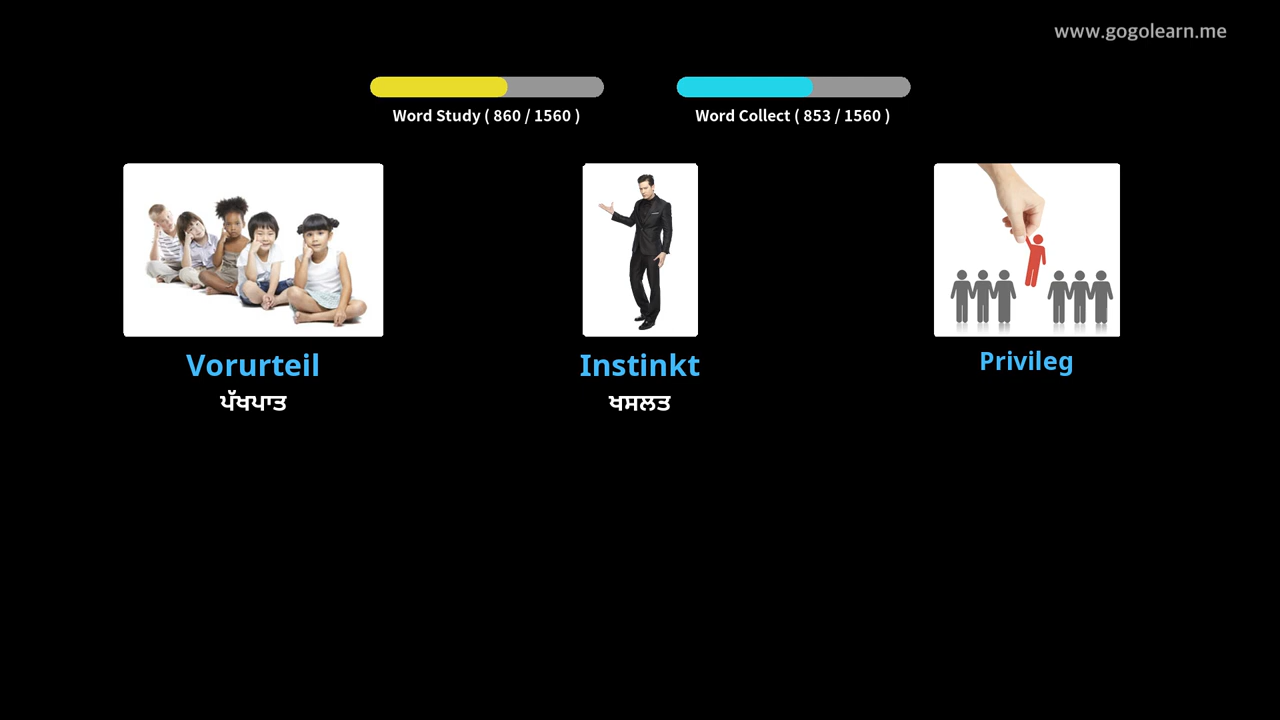 www.gogolearn.me
Word Study ( 860 / 1560 )
Word Collect ( 853 / 1560 )
Vorurteil
Instinkt
Privileg
ਪੱਖਪਾਤ
ਖਸਲਤ